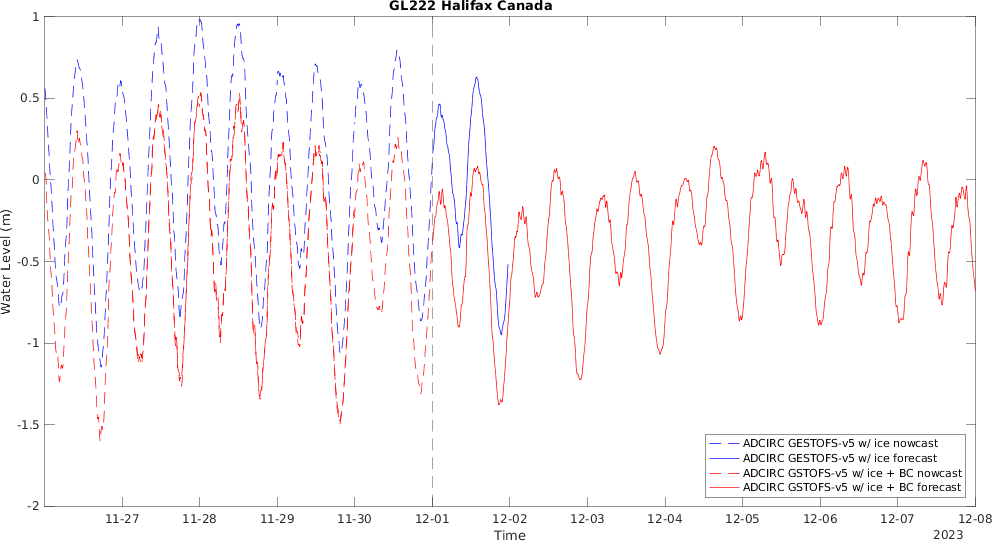 GL222 Halifax Canada
1
0.5
0
-0.5
-1
-1.5
-2
Water Level (m)
11-27 11-28 11-29 11-30 12-01 12-02 12-03 12-04 12-05 12-06 12-07 12-08
Time
2023
ADCIRC GESTOFS-v5 w/ ice nowcast
ADCIRC GESTOFS-v5 w/ ice forecast
ADCIRC GSTOFS-v5 w/ ice + BC nowcast
ADCIRC GSTOFS-v5 w/ ice + BC forecast